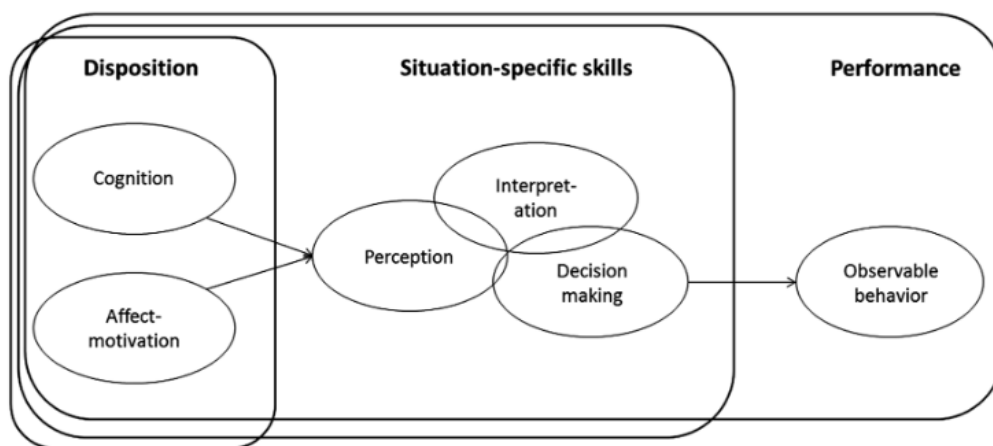 Disposition
Situation-specific skills
Performance
Cognition
Affect-
motivation
Perception
Interpret-
ation
Decision
making
Observable
behavior